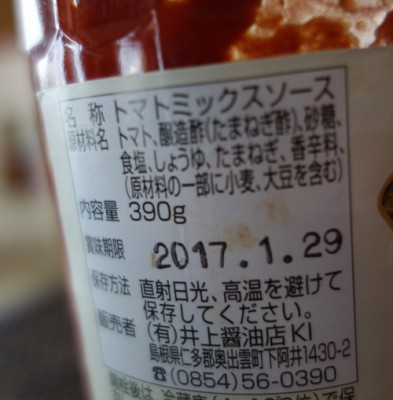 名 称 トマトミックスソース
原材料名 トマト、醸造酢(たまねぎ酢)、砂糖、
食塩、しょうゆ、たまねぎ、香辛料、
(原材料の一部に小麦、大豆を含む)
内容量 390g
賞味期限 2017.1.29
保存方法 直射日光、高温を避けて
保存してください。
販売者 (有)井上醤油店KI
島根県仁多郡奥出雲町下阿井1430-2
☎(0854)56-0390